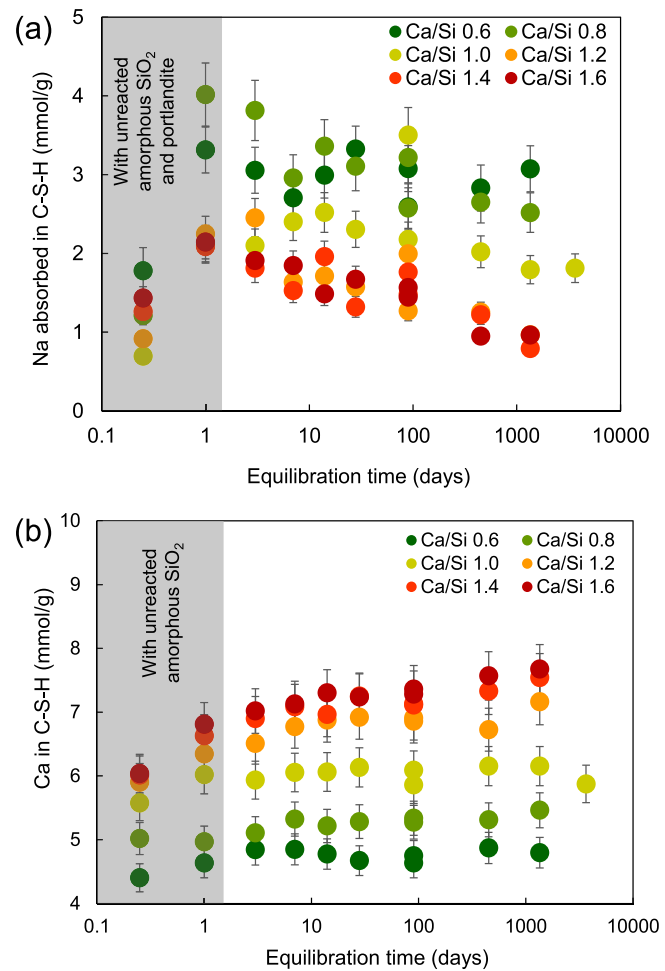 (a)
5
4
3
2
1
0
Na absorbed in C-S-H (mmol/g)
With unreacted
amorphous SiO₂
and portlandite
Ca/Si 0.6 Ca/Si 0.8
Ca/Si 1.0 Ca/Si 1.2
Ca/Si 1.4 Ca/Si 1.6
0.1 1 10 100 1000 10000
Equilibration time (days)
(b)
10
9
8
7
6
5
4
Ca in C-S-H (mmol/g)
With unreacted
amorphous SiO₂
Ca/Si 0.6 Ca/Si 0.8
Ca/Si 1.0 Ca/Si 1.2
Ca/Si 1.4 Ca/Si 1.6
0.1 1 10 100 1000 10000
Equilibration time (days)